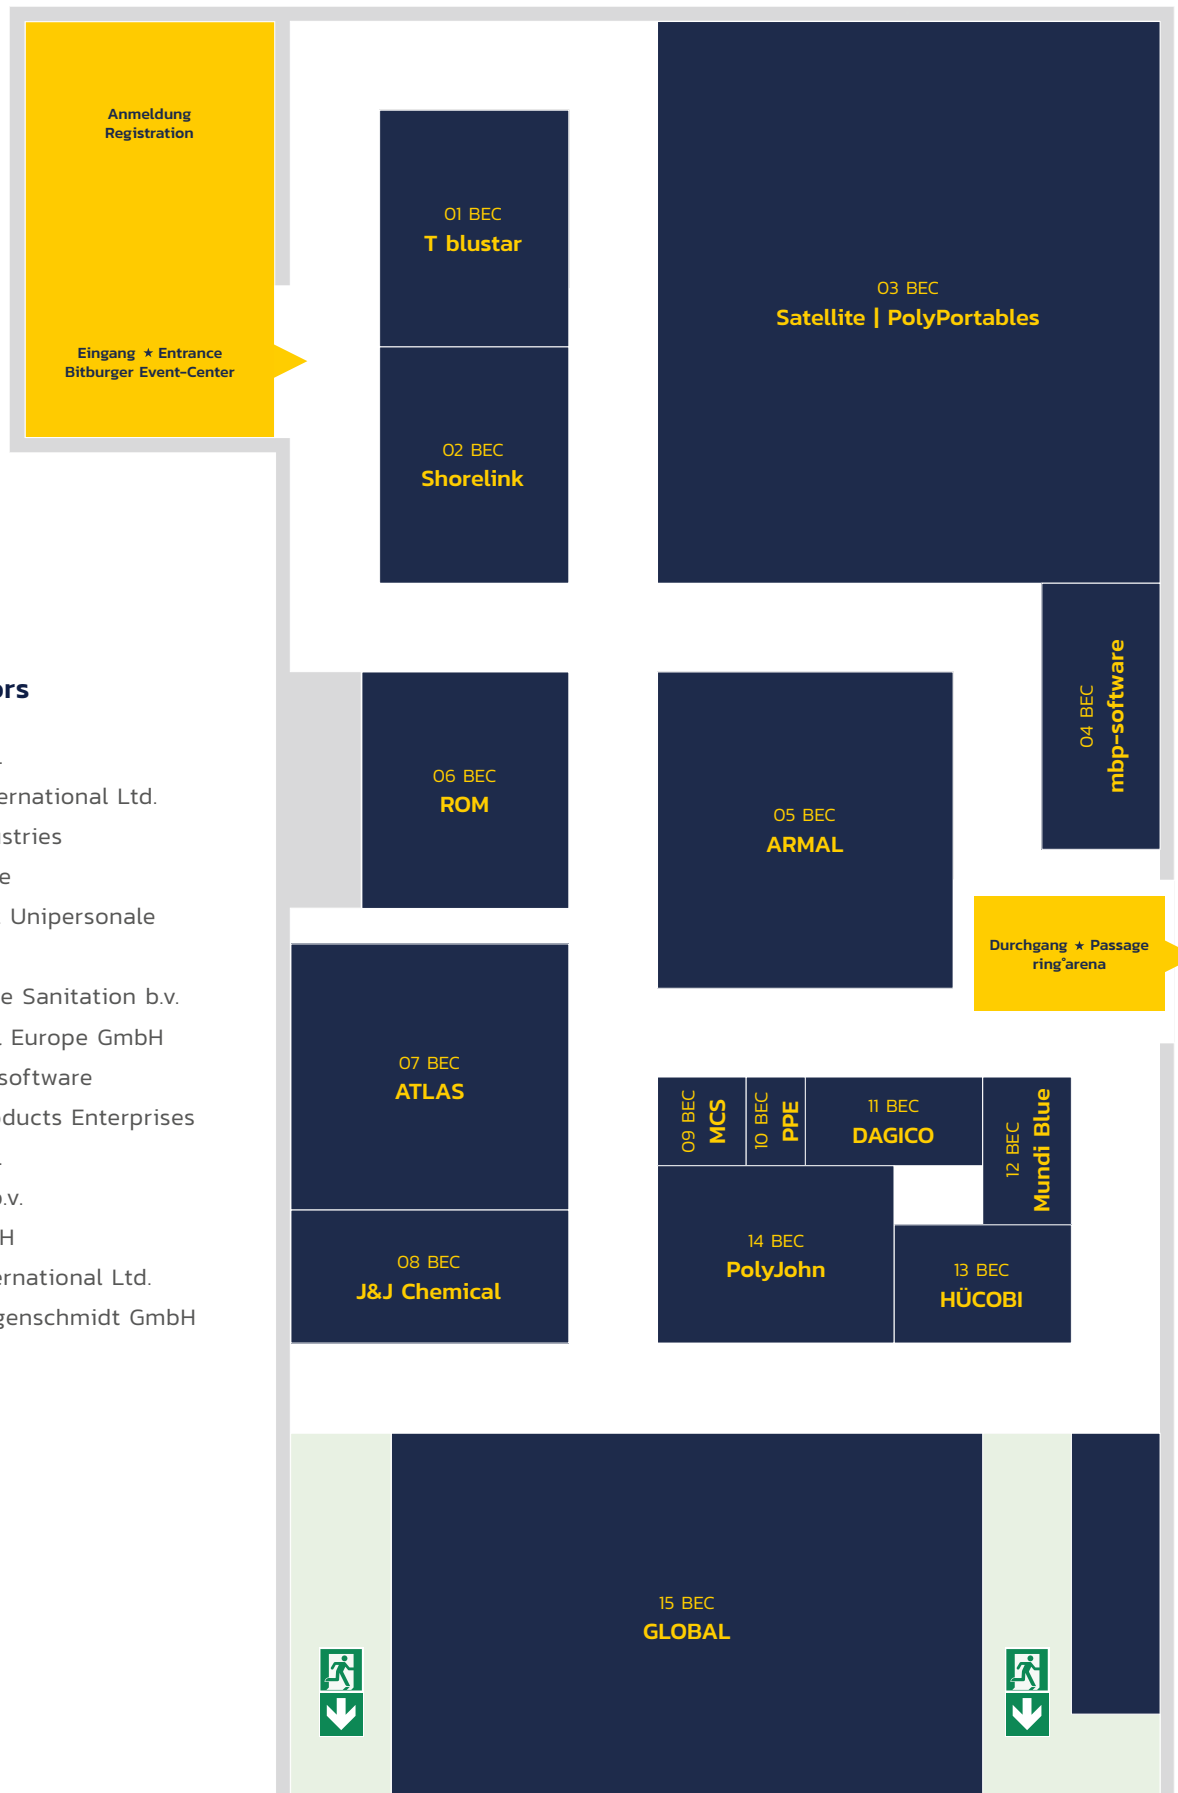 Anmeldung
Registration
Eingang ★ Entrance
Bitburger Event-Center
01 BEC
T blustar
02 BEC
Shorelink
03 BEC
Satellite | PolyPortables
04 BEC
mbp-software
05 BEC
ARMAL
06 BEC
ROM
Durchgang ★ Passage
ring°arena
07 BEC
ATLAS
08 BEC
J&J Chemical
09 BEC
MCS
10 BEC
PPE
11 BEC
DAGICO
12 BEC
Mundi Blue
13 BEC
HÜCOBI
14 BEC
PolyJohn
15 BEC
GLOBAL
ors
.
ernational Ltd.
stries
e
. Unipersonale
e Sanitation b.v.
. Europe GmbH
software
oducts Enterprises
.
b.v.
H
ernational Ltd.
genschmidt GmbH